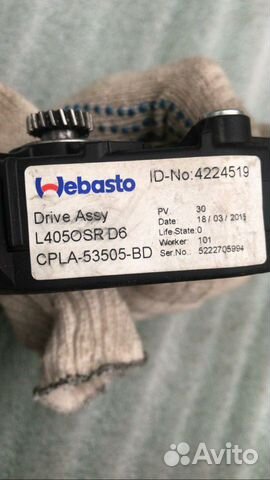 Webasto
ID-No:4224519
Drive Assy
L405OSR D6
CPLA-53505-BD
PV. 30
Date: 18/03/2015
Life-State:0
Worker 101
Ser.No.: 5222705994
Avito